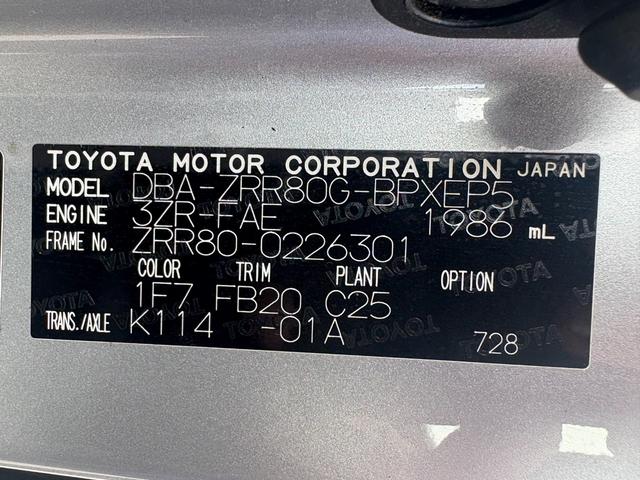 TOYOTA MOTOR CORPORATION JAPAN
MODEL DBA-ZRR80G-BPXEP5
ENGINE 3ZR-FAE 1986 mL
FRAME No. ZRR80-0226301
COLOR TRIM PLANT OPTION
1F7 FB20 C25
TRANS./AXLE K114 -01A 728